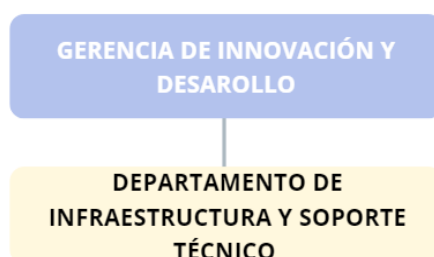 GERENCIA DE INNOVACIÓN Y
DESAROLLO
DEPARTAMENTO DE
INFRAESTRUCTURA Y SOPORTE
TÉCNICO